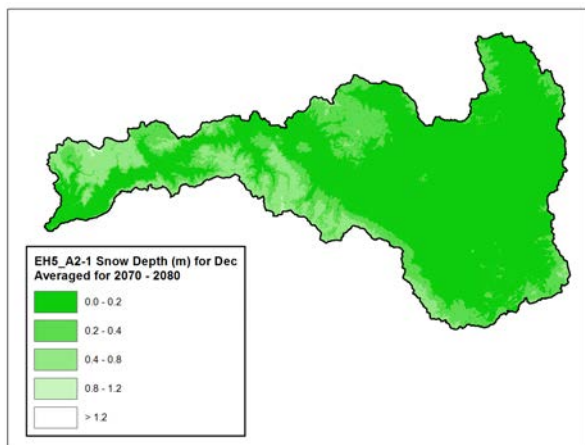 EH5_A2-1 Snow Depth (m) for Dec
Averaged for 2070 - 2080
0.0 - 0.2
0.2 - 0.4
0.4 - 0.8
0.8 - 1.2
> 1.2